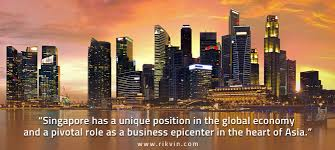 “Singapore has a unique position in the global economy
and a pivotal role as a business epicenter in the heart of Asia.”
www.rikvin.com